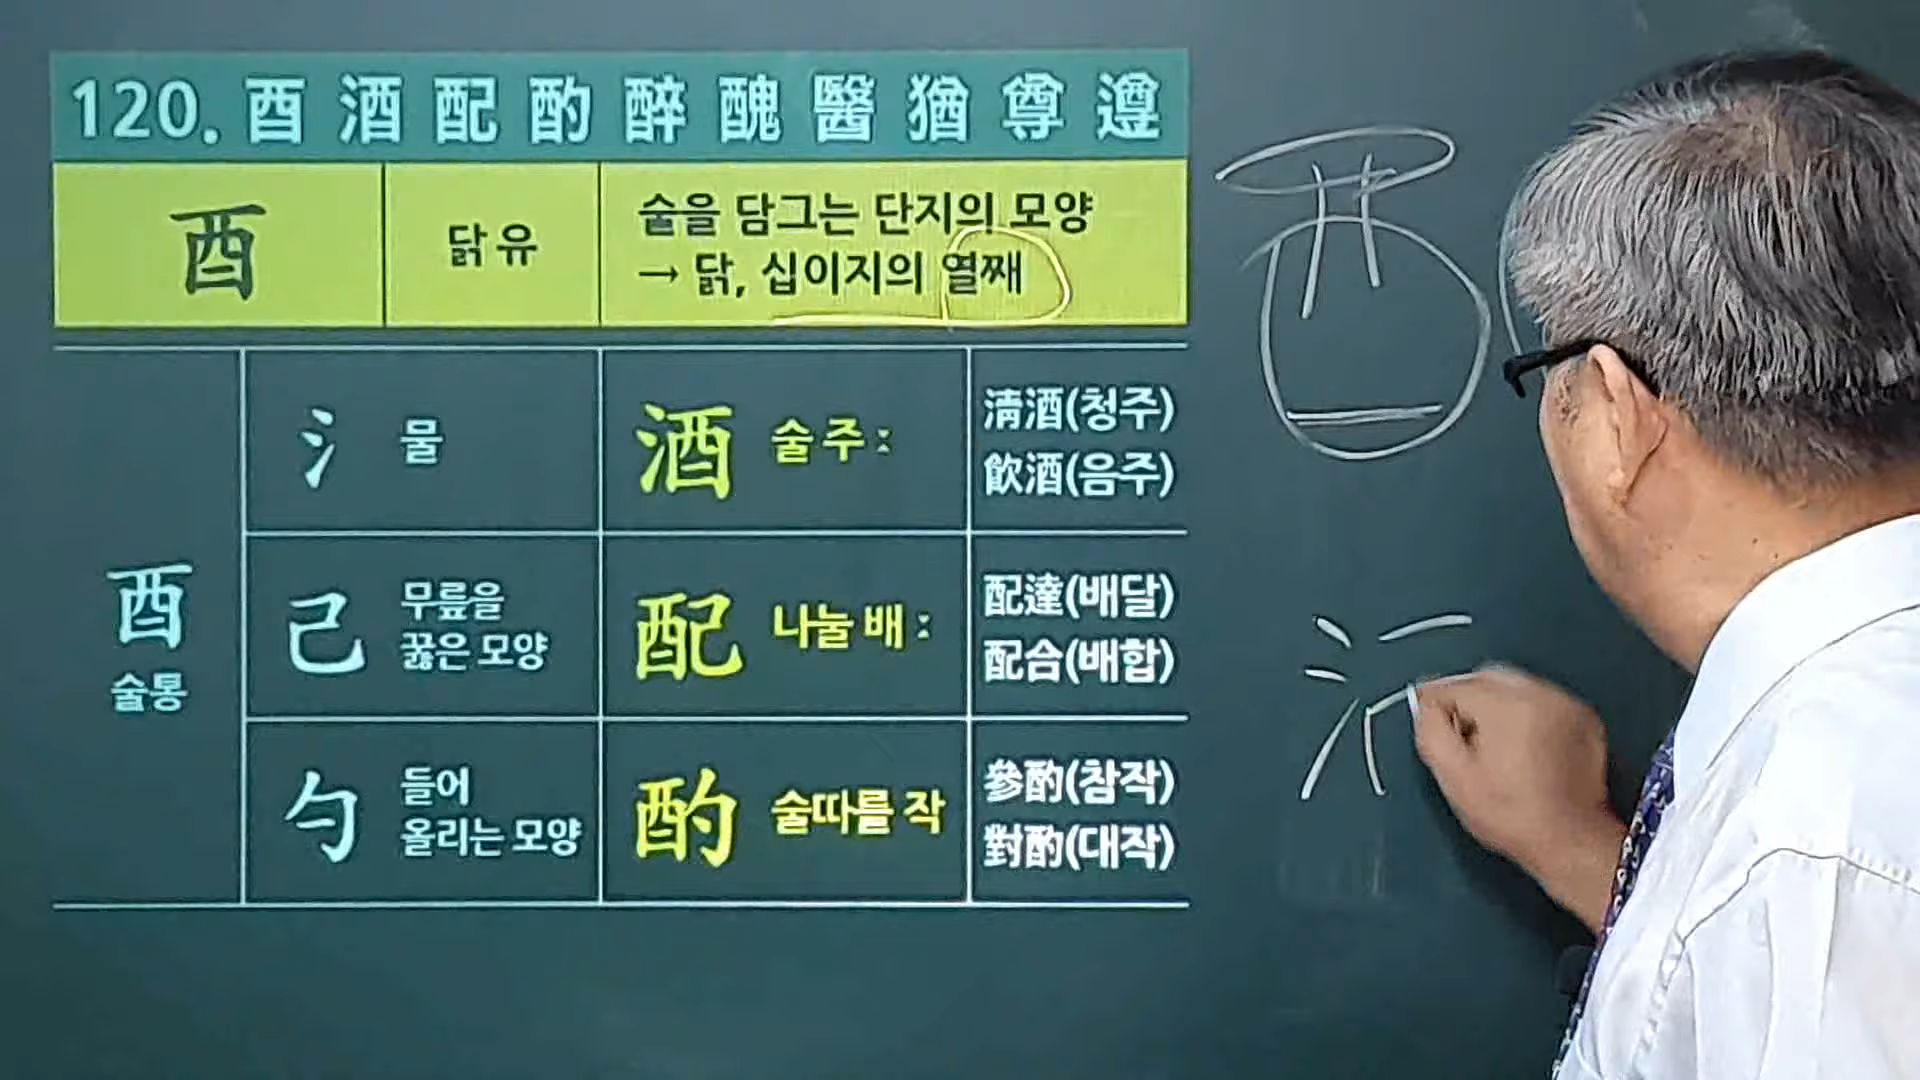 120. 酉 酒 配 酌 醉 醜 醫 猶 尊 遵
酉 닭 유 술을 담그는 단지의 모양
→ 닭, 십이지의 열째
酉
술통
氵 물 酒 술 주 : 淸酒(청주)
飮酒(음주)
己 무릎을
꿇은 모양
配 나눌 배 : 配達(배달)
配合(배합)
勺 들어
올리는 모양
酌 술따를 작 參酌(참작)
對酌(대작)